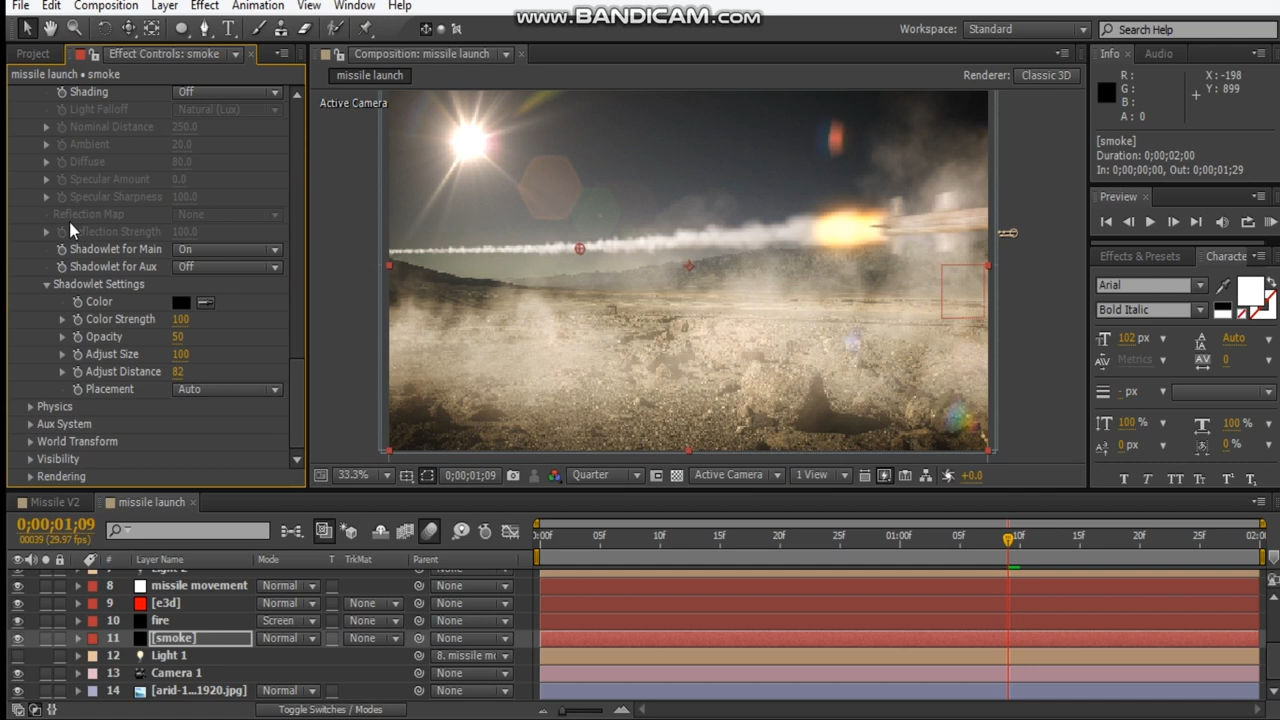 File Edit Composition Layer Effect Animation View Window Help
www.BANDICAM.com
Workspace: Standard
Search Help
Project
Effect Controls: smoke
Composition: missile launch
Info Audio
missile launch • smoke
missile launch
Renderer: Classic 3D
Active Camera
R :
G :
B :
A : 0
X : -198
Y : 899
Shading Off
Light Falloff Natural (Lux)
Nominal Distance 250.0
Ambient 20.0
Diffuse 80.0
Specular Amount 0.0
Specular Sharpness 100.0
Reflection Map None
Reflection Strength 100.0
Shadowlet for Main On
Shadowlet for Aux Off
Shadowlet Settings
Color
Color Strength 100
Opacity 50
Adjust Size 100
Adjust Distance 82
Placement Auto
Physics
Aux System
World Transform
Visibility
Rendering
[smoke]
Duration: 0;00;02;00
In: 0;00;00;00, Out: 0;00;01;29
Preview
Effects & Presets
Characte
Arial
Bold Italic
102 px Auto
Metrics 0
- px
100 % 100 %
0 px 0 %
T T TT Tт T¹ T₁
33.3% 0;00;01;09 Quarter Active Camera 1 View +0.0
Missile V2
missile launch
0;00;01;09
00039 (29.97 fps)
:00F 05F 10F 15F 20F 25F 01:00F 05F 10F 15F 20F 25F 02:0
# Layer Name Mode T TrkMat Parent
8 missile movement Normal None
9 [e3d] Normal None None
10 fire Screen None None
11 [smoke] Normal None None
12 Light 1 8. missile m
13 Camera 1 None
14 [arid-1...1920.jpg] Normal None
Toggle Switches / Modes